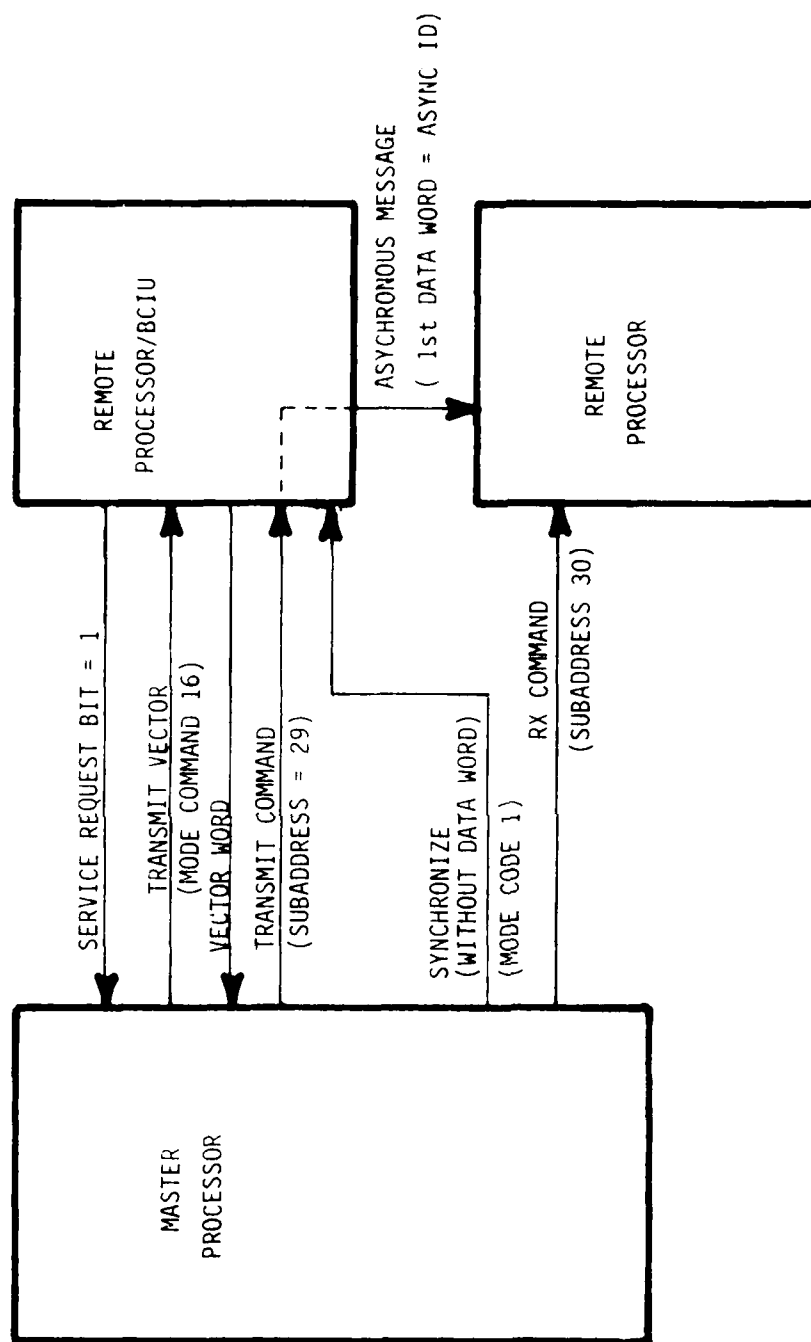 MASTER
PROCESSOR
SERVICE REQUEST BIT = 1
TRANSMIT VECTOR
(MODE COMMAND 16)
VECTOR WORD
TRANSMIT COMMAND
(SUBADDRESS = 29)
SYNCHRONIZE
(WITHOUT DATA WORD)
(MODE CODE 1)
RX COMMAND
(SUBADDRESS 30)
REMOTE
PROCESSOR/BCIU
ASYCHRONOUS MESSAGE
( 1st DATA WORD = ASYNC ID)
REMOTE
PROCESSOR